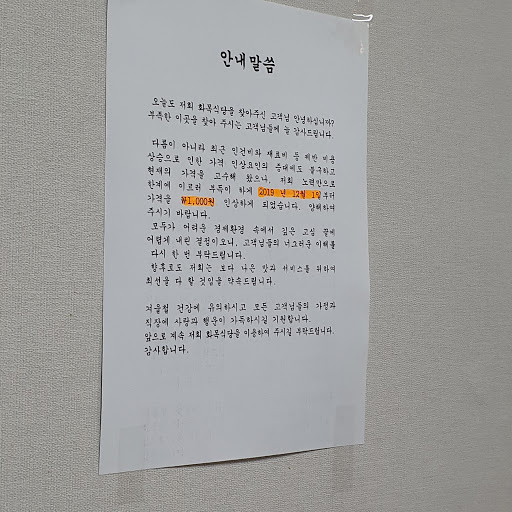 안내말씀
오늘도 저희 화목식당을 찾아주신 고객님 안녕하십니까?
부족한 이곳을 찾아 주시는 고객님들께 늘 감사드립니다.
다름이 아니라 최근 인건비와 재료비 등 제반 비용
상승으로 인한 가격 인상요인의 증대에도 불구하고
현재의 가격을 고수해 왔으나, 저희 노력만으로
한계에 이르러 부득이 하게 2019 년 12월 1일부터
가격을 ₩1,000원 인상하게 되었습니다. 양해하여
주시기 바랍니다.
모두가 어려운 경제환경 속에서 깊은 고심 끝에
어렵게 내린 결정이오니, 고객님들의 너그러운 이해를
다시 한 번 부탁드립니다.
향후로도 저희는 보다 나은 맛과 서비스를 위하여
최선을 다 할 것임을 약속드립니다.
겨울철 건강에 유의하시고 모든 고객님들의 가정과
직장에 사랑과 행운이 가득하시길 기원합니다.
앞으로 계속 저희 화목식당을 이용하여 주시길 부탁드립니다.
감사합니다.